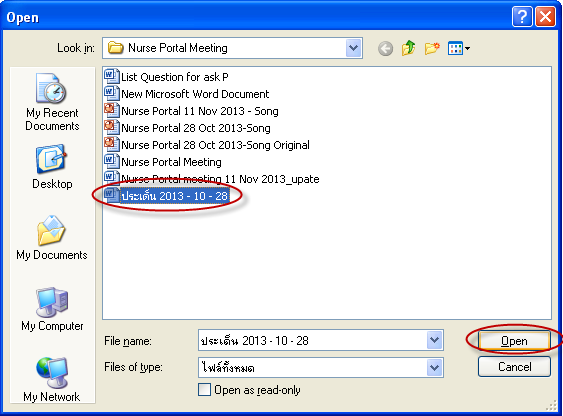 Open
Look in: Nurse Portal Meeting
My Recent
Documents
Desktop
My Documents
My Computer
My Network
List Question for ask P
New Microsoft Word Document
Nurse Portal 11 Nov 2013 - Song
Nurse Portal 28 Oct 2013-Song
Nurse Portal 28 Oct 2013-Song Original
Nurse Portal Meeting
Nurse Portal meeting 11 Nov 2013_upate
ประเด็น 2013 - 10 - 28
File name: ประเด็น 2013 - 10 - 28
Open
Files of type: ไฟล์ทั้งหมด
Cancel
Open as read-only